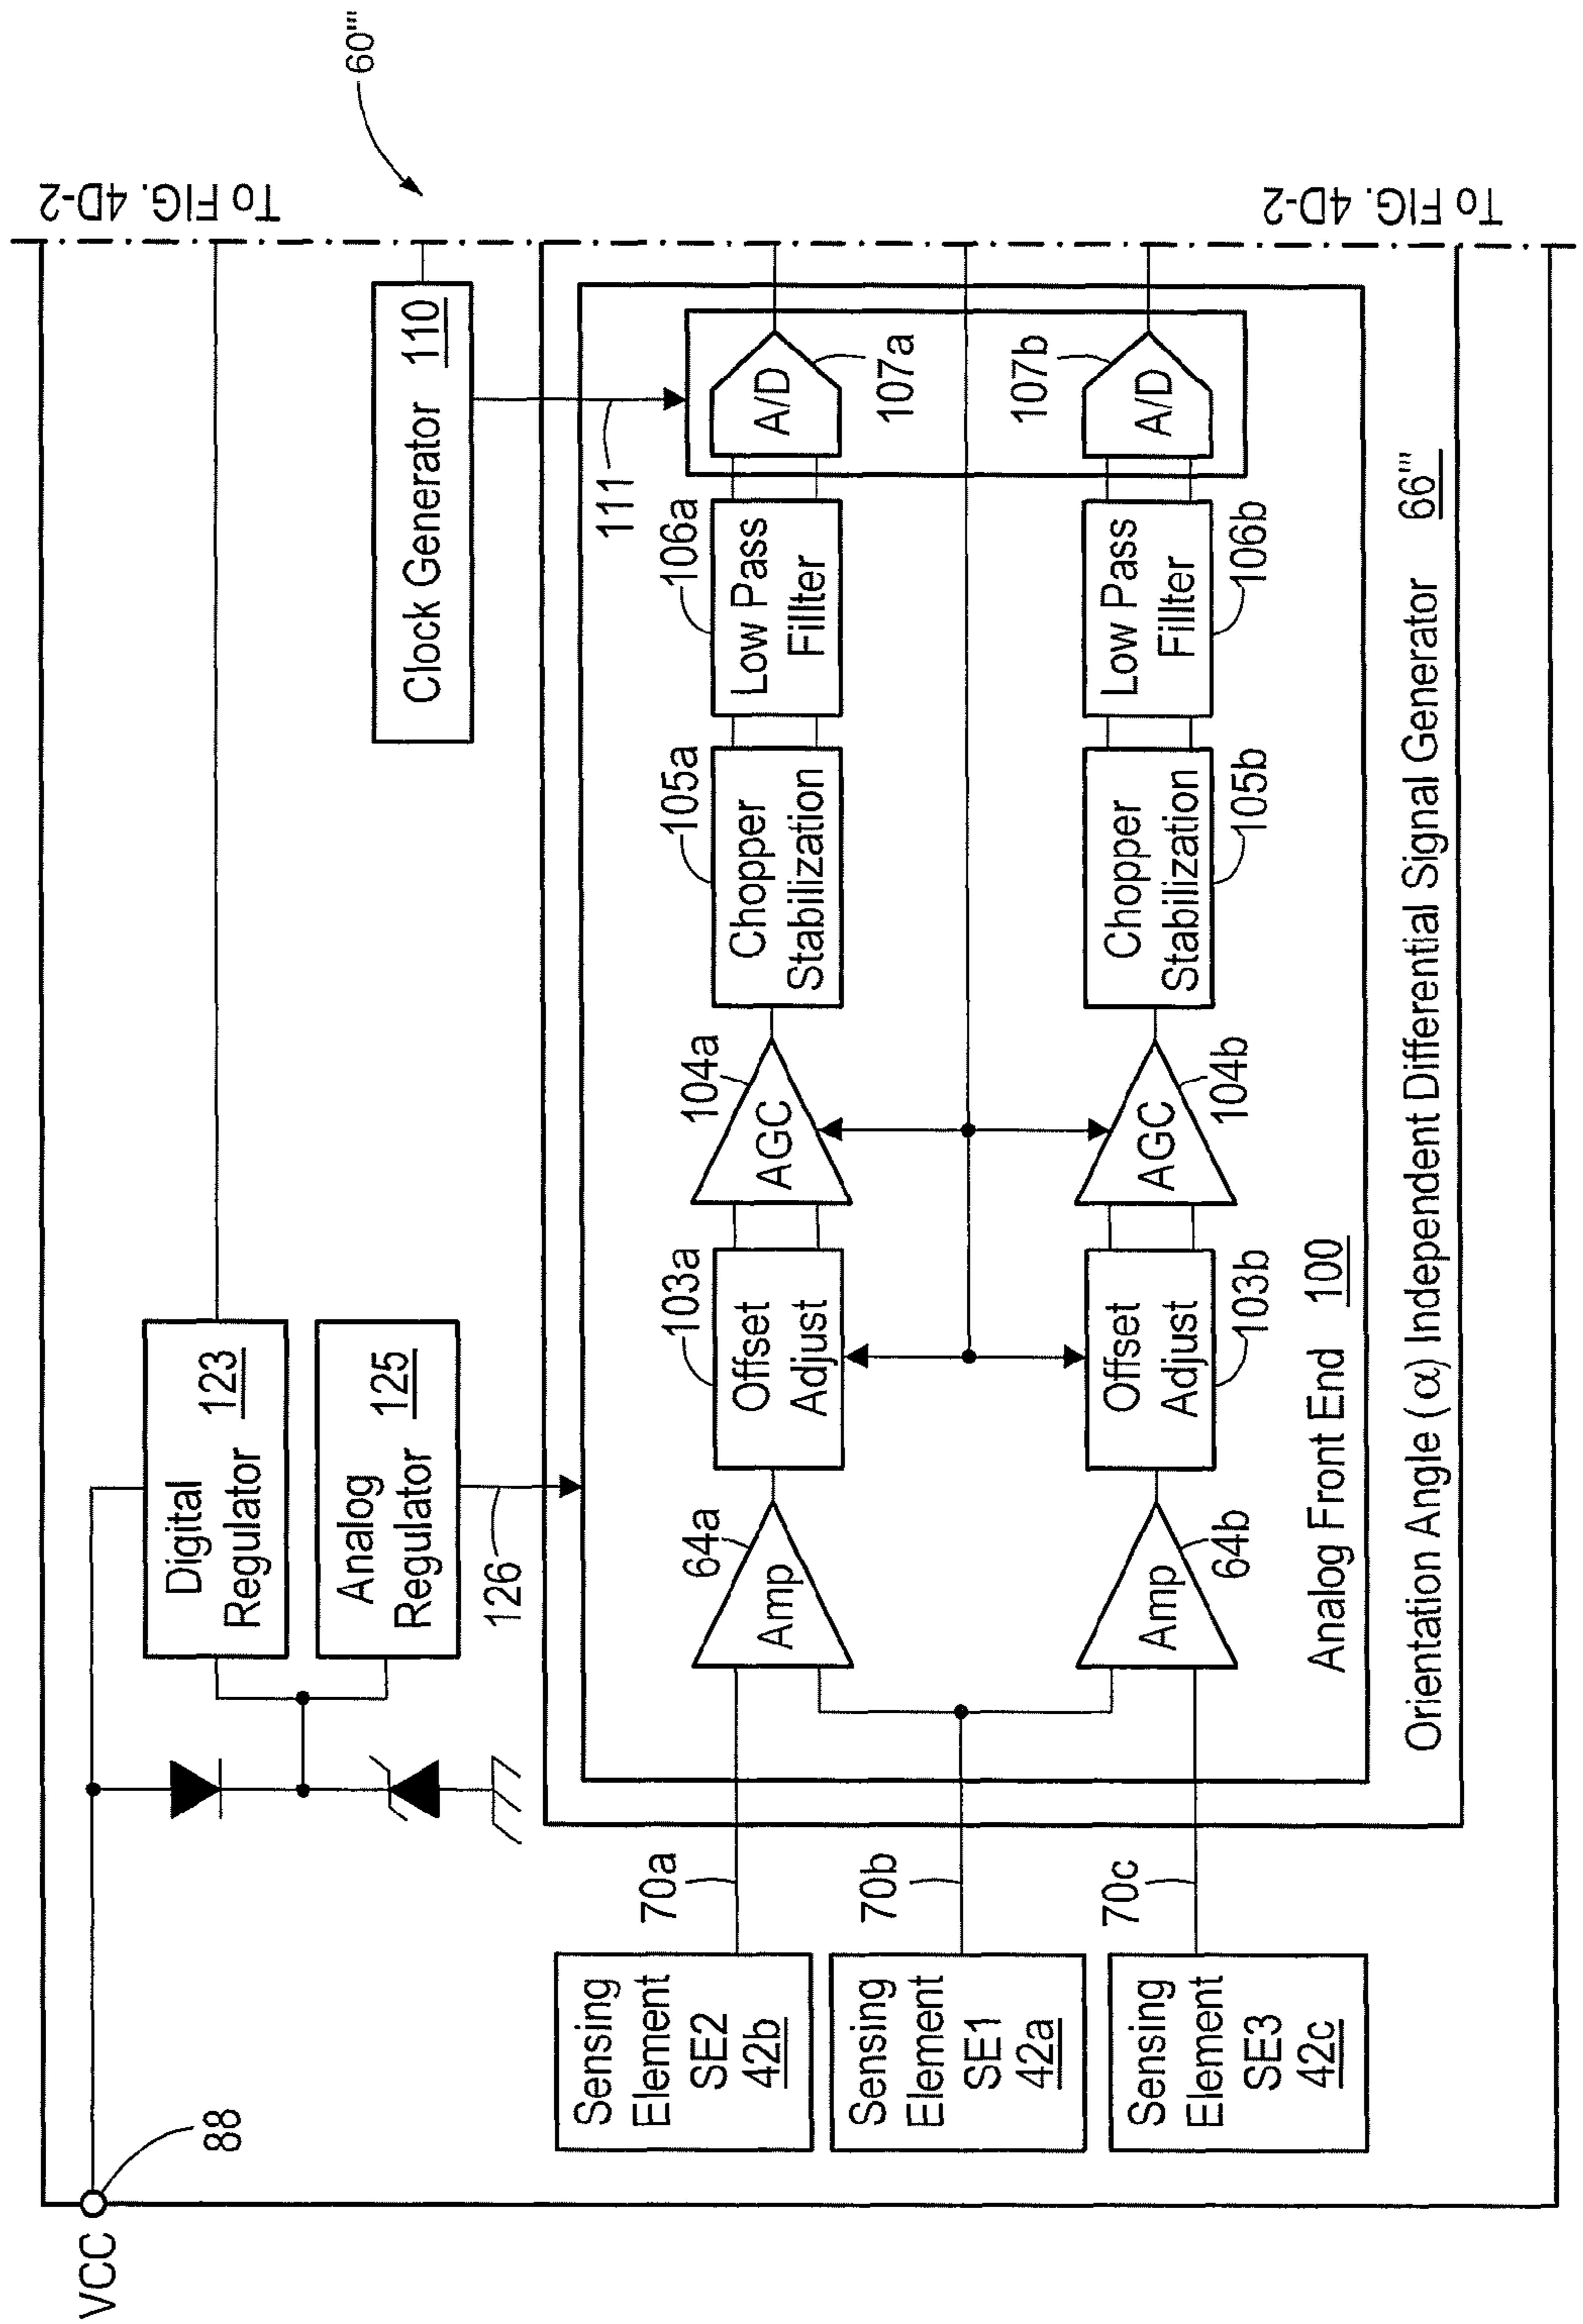 VCC
88
Digital
Regulator 123
Analog
Regulator 125
126
Clock Generator 110
111
60'''
To FIG. 4D-2
Sensing
Element
SE2
42b
70a
Sensing
Element
SE1
42a
70b
Sensing
Element
SE3
42c
70c
Amp
64a
Offset
Adjust
103a
AGC
104a
Chopper
Stabilization
105a
Low Pass
Fillter
106a
A/D
107a
Amp
64b
Offset
Adjust
103b
AGC
104b
Chopper
Stabilization
105b
Low Pass
Fillter
106b
A/D
107b
Analog Front End 100
Orientation Angle (α) Independent Differential Signal Generator 66'''
To FIG. 4D-2